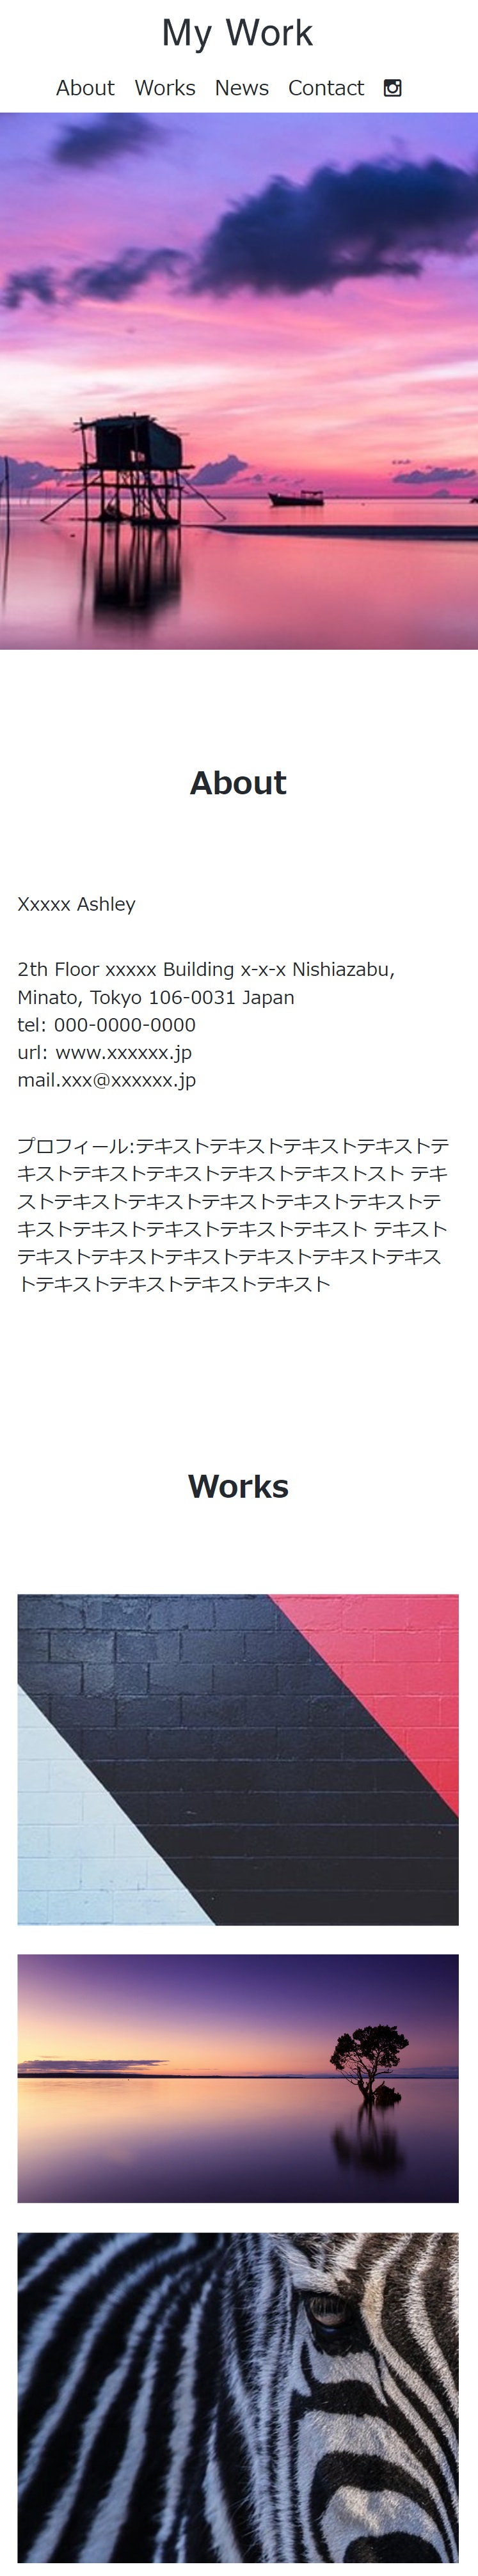 My Work
About Works News Contact
About
Xxxxx Ashley
2th Floor xxxxx Building x-x-x Nishiazabu,
Minato, Tokyo 106-0031 Japan
tel: 000-0000-0000
url: www.xxxxxx.jp
mail.xxx@xxxxxx.jp
プロフィール:テキストテキストテキストテキストテ
キストテキストテキストテキストテキストスト テキ
ストテキストテキストテキストテキストテキストテ
キストテキストテキストテキストテキスト テキスト
テキストテキストテキストテキストテキストテキス
トテキストテキストテキストテキスト
Works